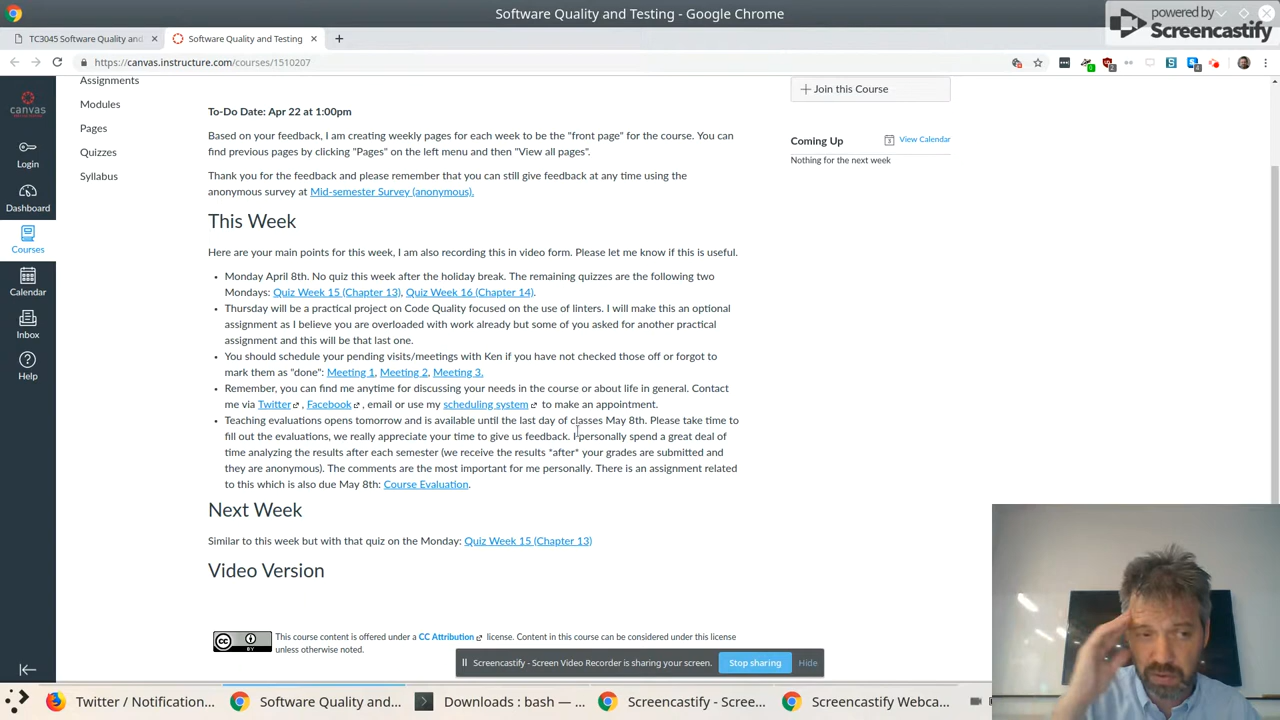 Software Quality and Testing - Google Chrome
powered by
Screencastify
TC3045 Software Quality and
Software Quality and Testing
https://canvas.instructure.com/courses/1510207
canvas
Login
Dashboard
Courses
Calendar
Inbox
Help
Assignments
Modules
Pages
Quizzes
Syllabus
To-Do Date: Apr 22 at 1:00pm
Based on your feedback, I am creating weekly pages for each week to be the "front page" for the course. You can
find previous pages by clicking "Pages" on the left menu and then "View all pages".
Thank you for the feedback and please remember that you can still give feedback at any time using the
anonymous survey at Mid-semester Survey (anonymous).
This Week
Here are your main points for this week, I am also recording this in video form. Please let me know if this is useful.
• Monday April 8th. No quiz this week after the holiday break. The remaining quizzes are the following two
Mondays: Quiz Week 15 (Chapter 13), Quiz Week 16 (Chapter 14).
• Thursday will be a practical project on Code Quality focused on the use of linters. I will make this an optional
assignment as I believe you are overloaded with work already but some of you asked for another practical
assignment and this will be that last one.
• You should schedule your pending visits/meetings with Ken if you have not checked those off or forgot to
mark them as "done": Meeting 1, Meeting 2, Meeting 3.
• Remember, you can find me anytime for discussing your needs in the course or about life in general. Contact
me via Twitter , Facebook , email or use my scheduling system to make an appointment.
• Teaching evaluations opens tomorrow and is available until the last day of classes May 8th. Please take time to
fill out the evaluations, we really appreciate your time to give us feedback. I personally spend a great deal of
time analyzing the results after each semester (we receive the results *after* your grades are submitted and
they are anonymous). The comments are the most important for me personally. There is an assignment related
to this which is also due May 8th: Course Evaluation.
Next Week
Similar to this week but with that quiz on the Monday: Quiz Week 15 (Chapter 13)
Video Version
This course content is offered under a CC Attribution license. Content in this course can be considered under this license
unless otherwise noted.
+ Join this Course
Coming Up
View Calendar
Nothing for the next week
Screencastify - Screen Video Recorder is sharing your screen.
Stop sharing
Hide
Twitter / Notification...
Software Quality and...
Downloads : bash — ...
Screencastify - Scree...
Screencastify Webca...